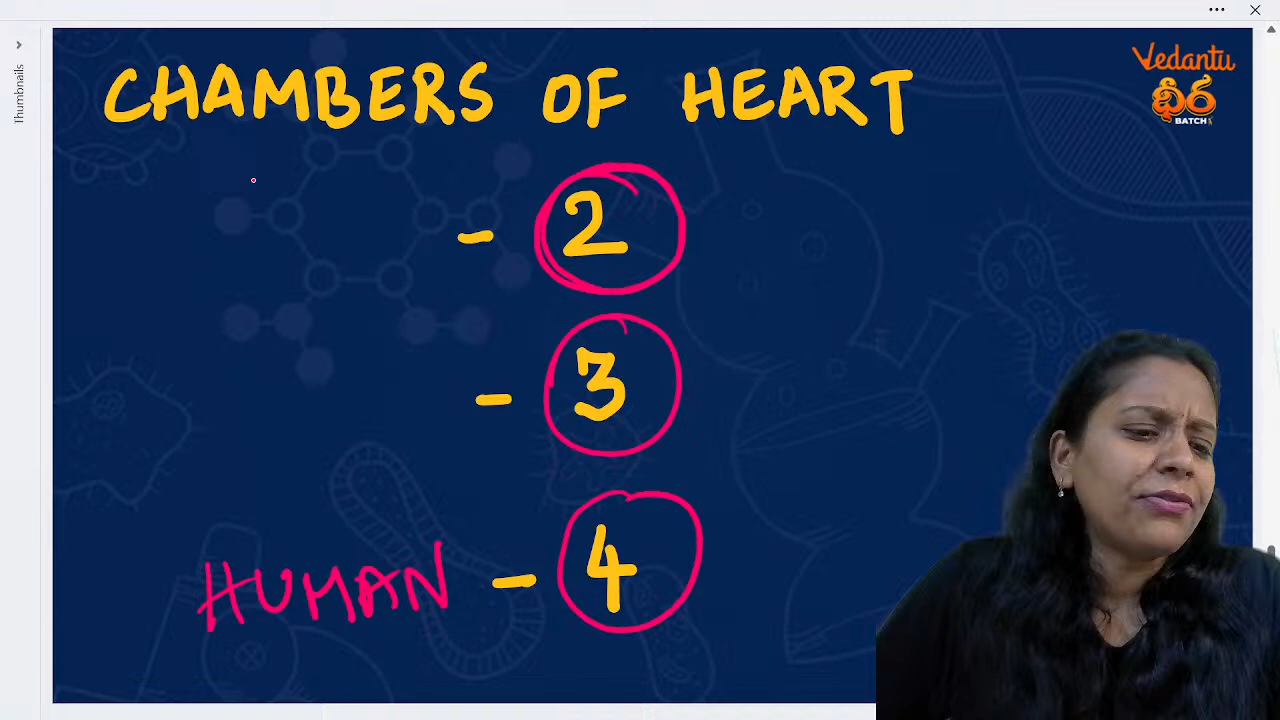 Thumbnails
CHAMBERS OF HEART
Vedantu
ధీర
BATCH
- 2
- 3
HUMAN - 4